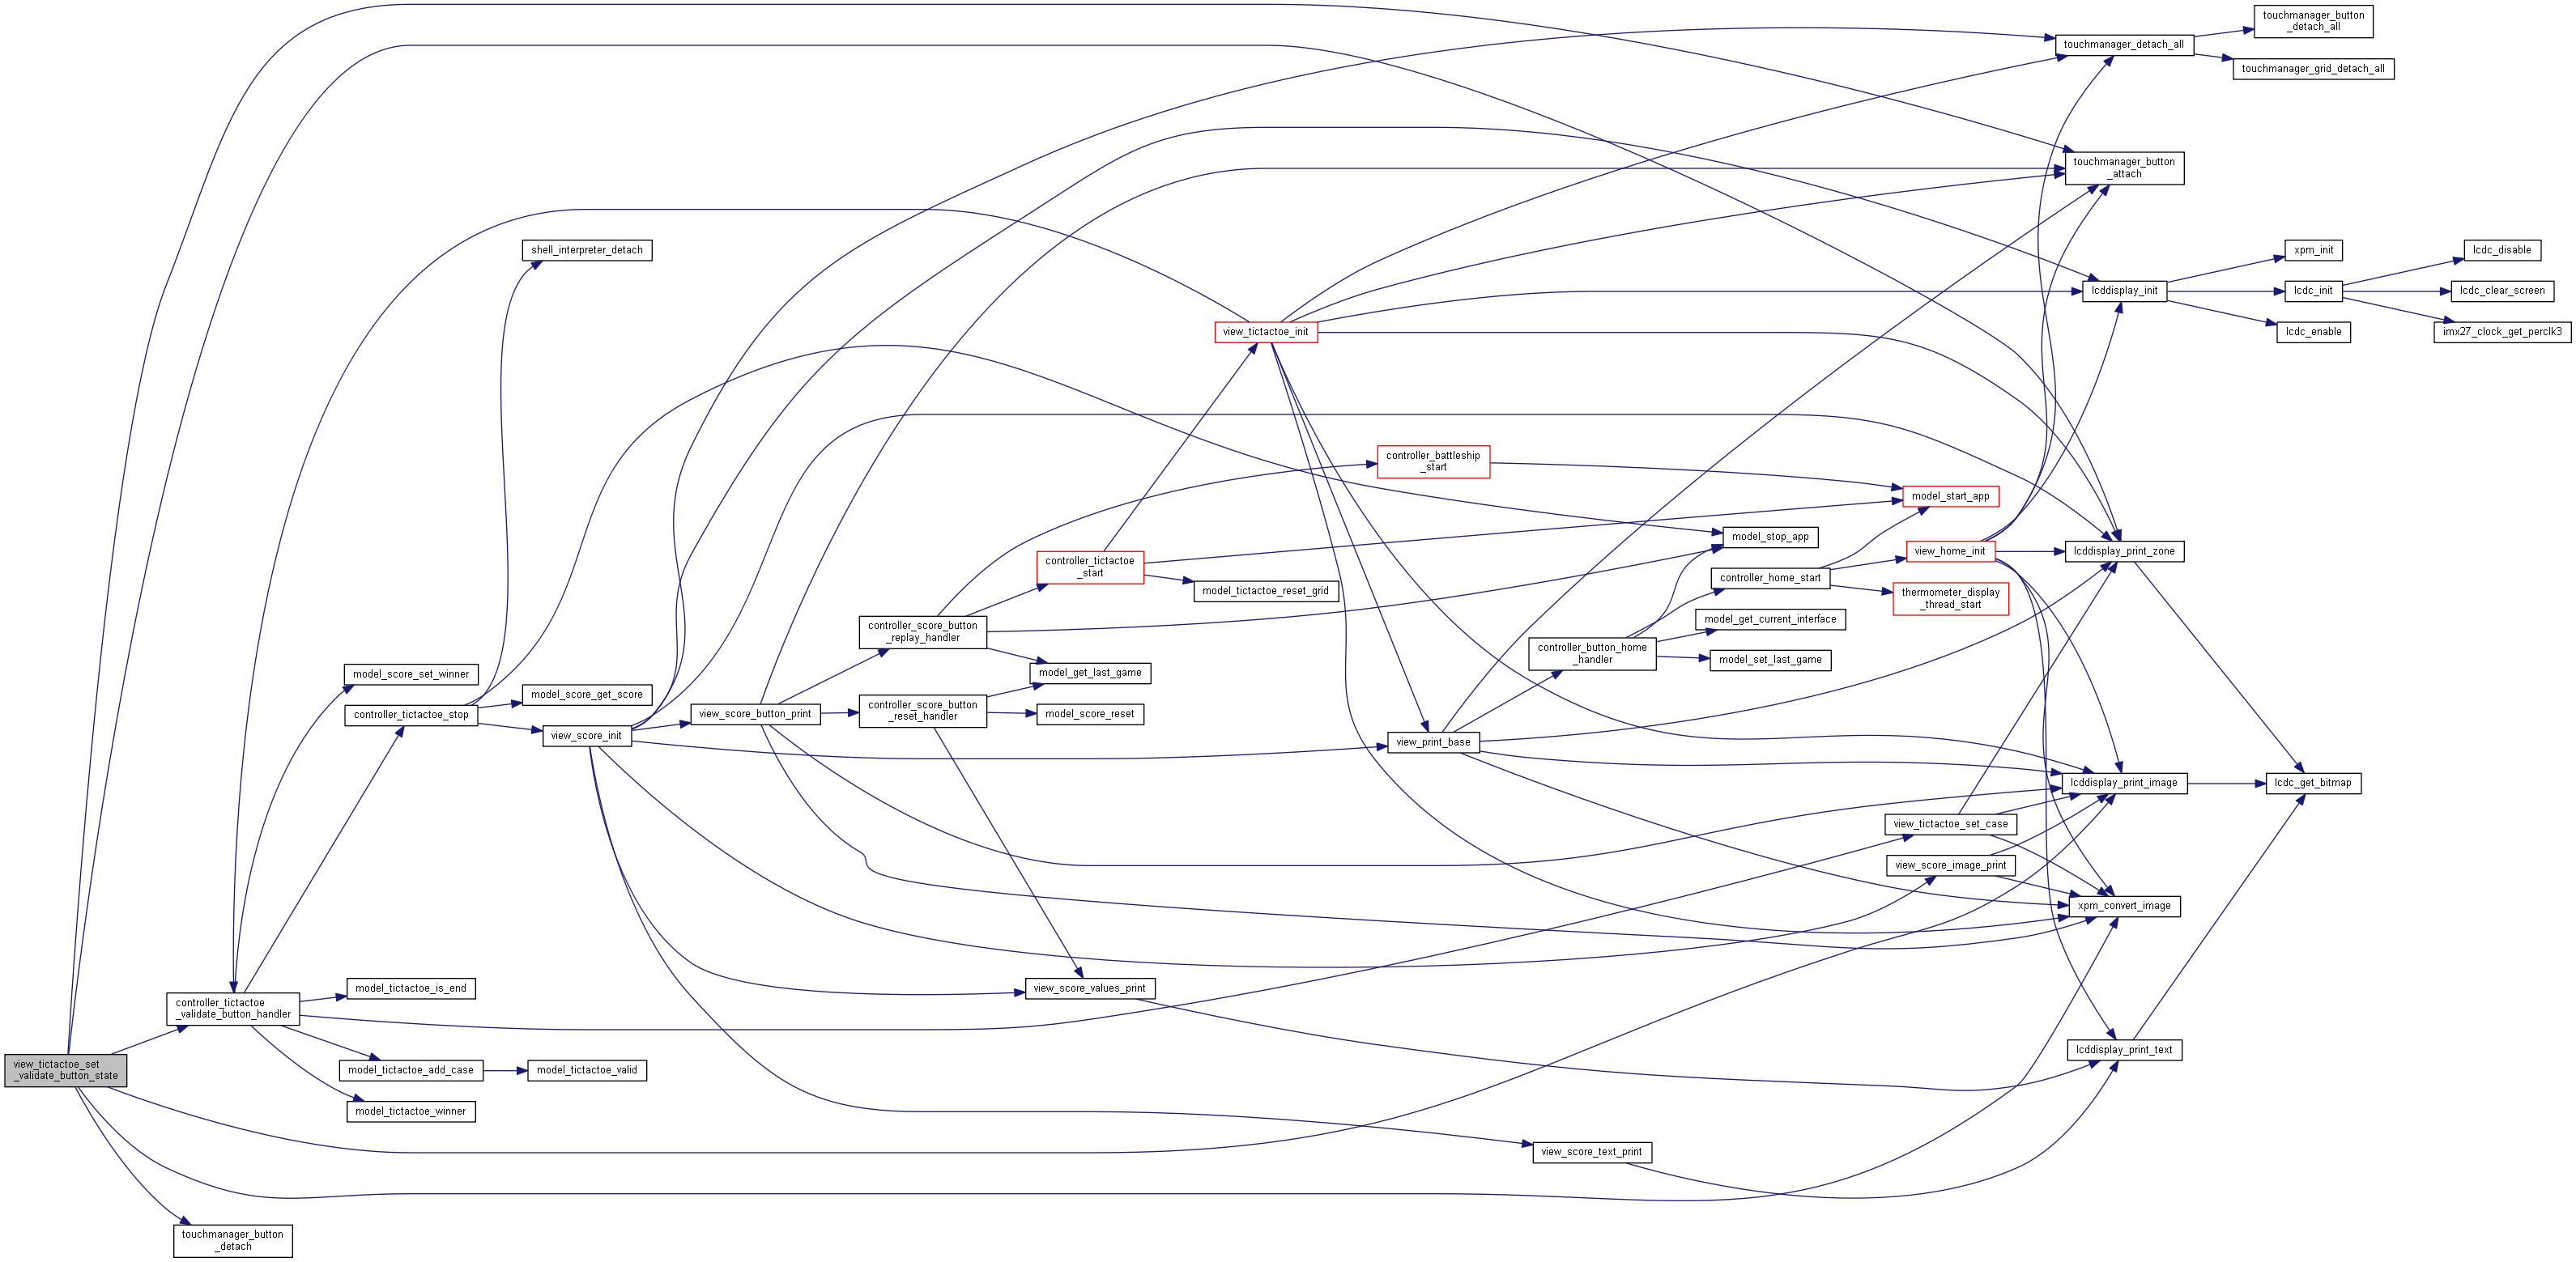 touchmanager_button
_detach_all
touchmanager_detach_all
touchmanager_grid_detach_all
touchmanager_button
_attach
shell_interpreter_detach
xpm_init
lcdc_disable
lcddisplay_init
lcdc_init
lcdc_clear_screen
view_tictactoe_init
lcdc_enable
imx27_clock_get_perclk3
controller_battleship
_start
model_start_app
model_stop_app
view_home_init
lcddisplay_print_zone
controller_tictactoe
_start
controller_home_start
model_tictactoe_reset_grid
thermometer_display
_thread_start
model_get_current_interface
controller_score_button
_replay_handler
controller_button_home
_handler
model_set_last_game
model_score_set_winner
model_get_last_game
model_score_get_score
controller_tictactoe_stop
view_score_button_print
controller_score_button
_reset_handler
model_score_reset
view_score_init
view_print_base
lcddisplay_print_image
lcdc_get_bitmap
view_tictactoe_set_case
view_score_image_print
xpm_convert_image
model_tictactoe_is_end
view_score_values_print
controller_tictactoe
_validate_button_handler
lcddisplay_print_text
view_tictactoe_set
_validate_button_state
model_tictactoe_add_case
model_tictactoe_valid
model_tictactoe_winner
view_score_text_print
touchmanager_button
_detach